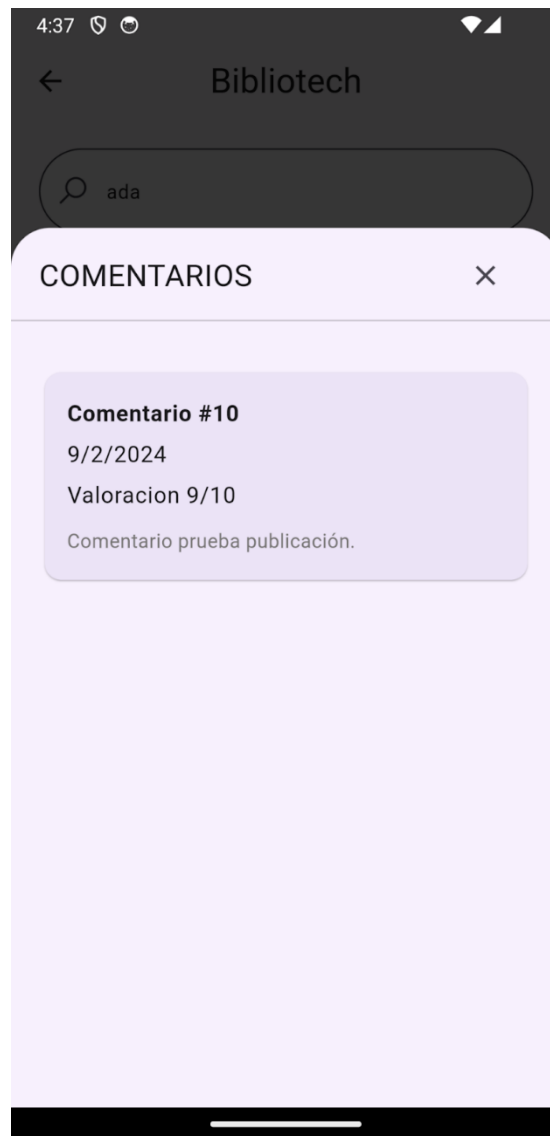 4:37
Bibliotech
ada
COMENTARIOS
Comentario #10
9/2/2024
Valoracion 9/10
Comentario prueba publicación.